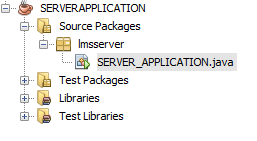 SERVERAPPLICATION
Source Packages
lmsserver
SERVER_APPLICATION.java
Test Packages
Libraries
Test Libraries